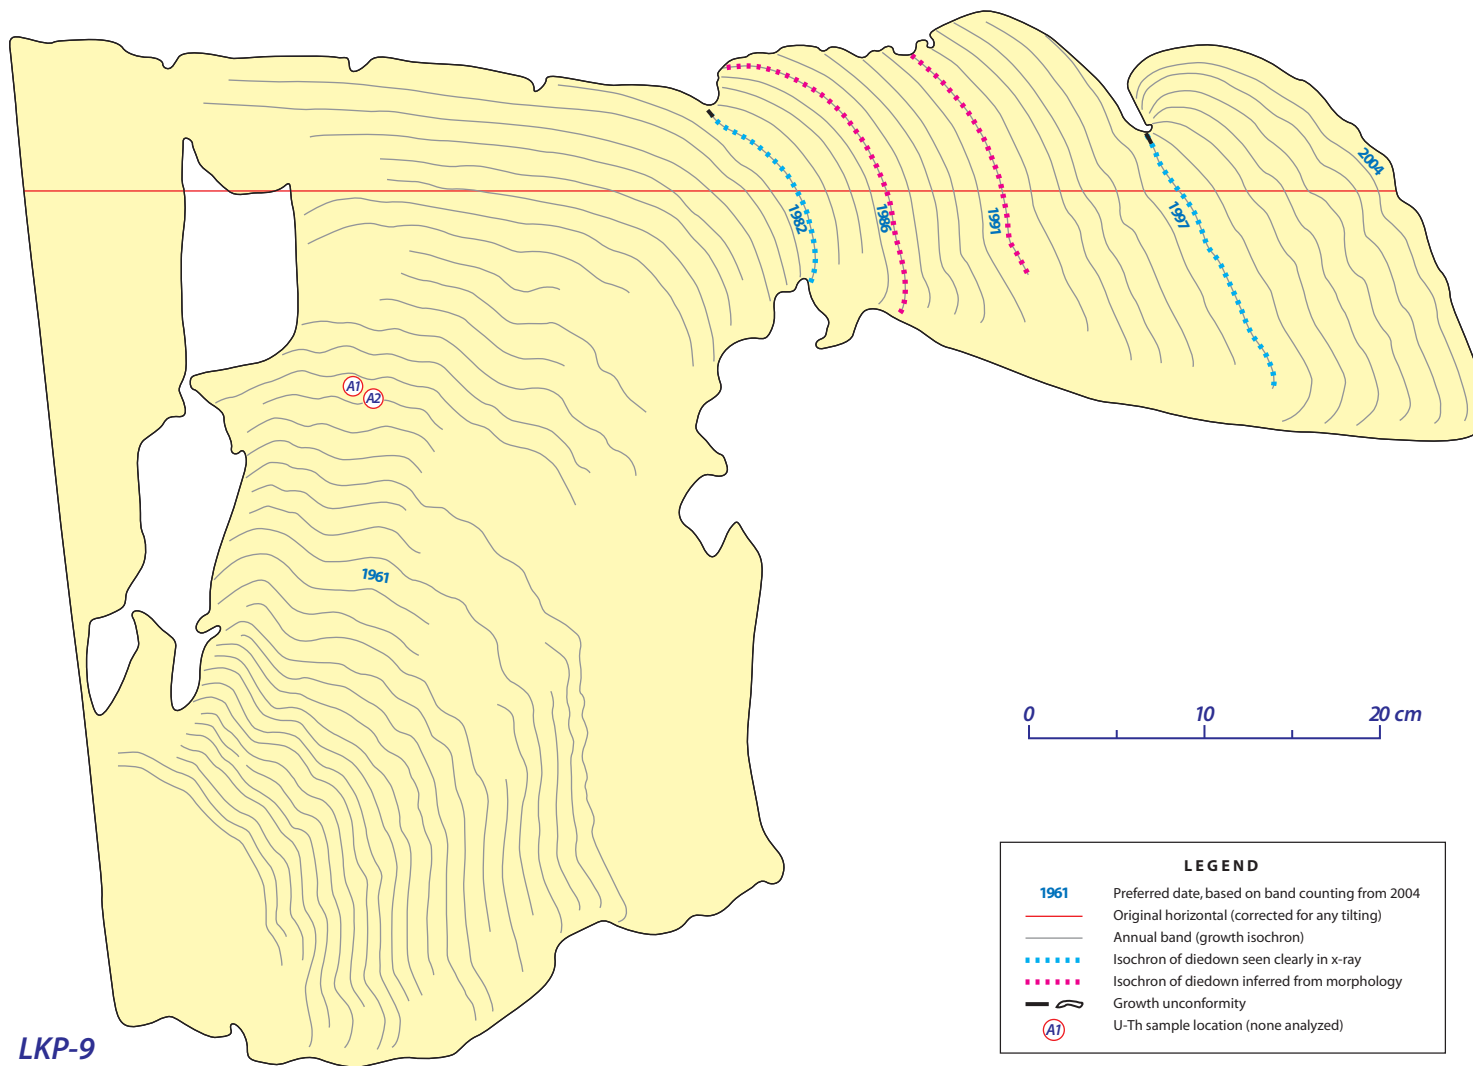 2004
1982
1986
1991
1997
A1
A2
1961
0 10 20 cm
LEGEND
1961 Preferred date, based on band counting from 2004
Original horizontal (corrected for any tilting)
Annual band (growth isochron)
Isochron of diedown seen clearly in x-ray
Isochron of diedown inferred from morphology
Growth unconformity
A1 U-Th sample location (none analyzed)
LKP-9